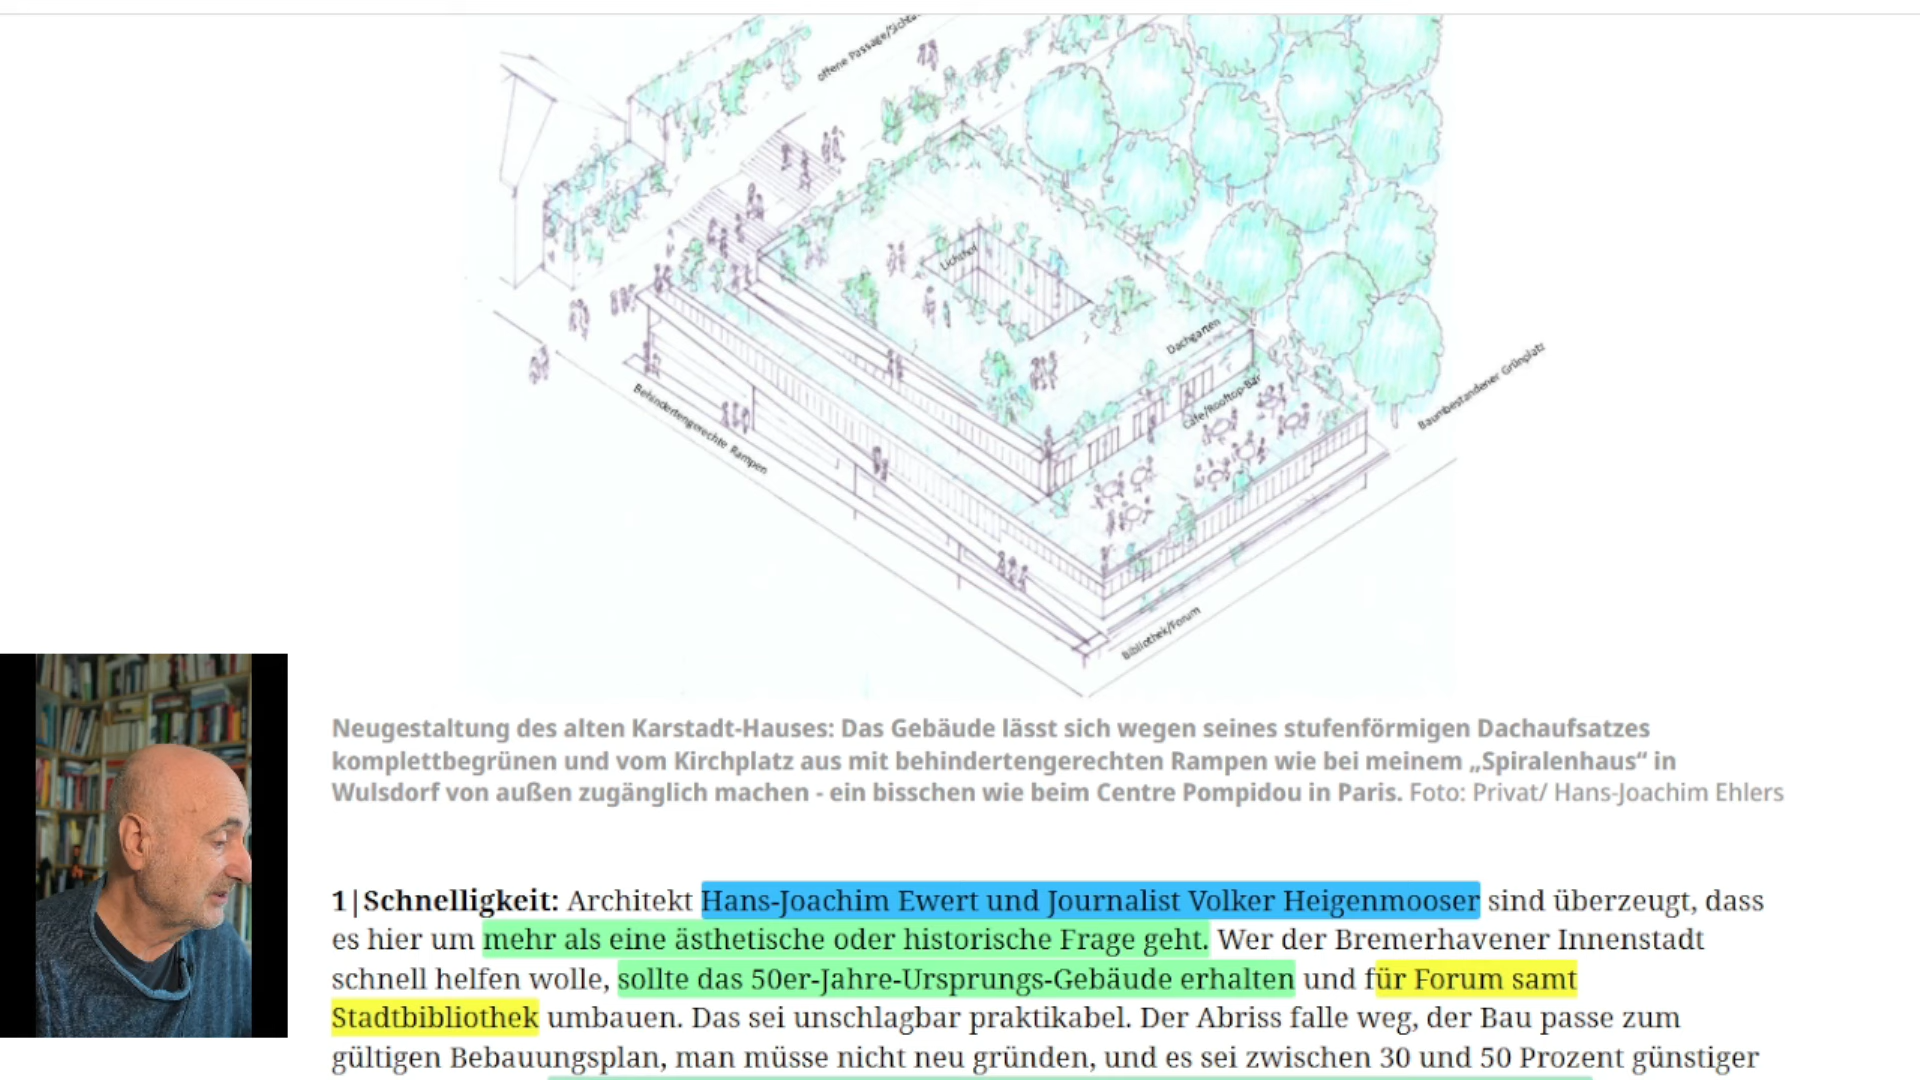 offene Passage/Sichta
Lichthof
Dachgarten
Café/Rooftop-Bar
Baumbestandener Grünplatz
Behindertengerechte Rampen
Bibliothek/Forum
Neugestaltung des alten Karstadt-Hauses: Das Gebäude lässt sich wegen seines stufenförmigen Dachaufsatzes
komplettbegrünen und vom Kirchplatz aus mit behindertengerechten Rampen wie bei meinem „Spiralenhaus“ in
Wulsdorf von außen zugänglich machen - ein bisschen wie beim Centre Pompidou in Paris. Foto: Privat/ Hans-Joachim Ehlers
1|Schnelligkeit: Architekt Hans-Joachim Ewert und Journalist Volker Heigenmooser sind überzeugt, dass
es hier um mehr als eine ästhetische oder historische Frage geht. Wer der Bremerhavener Innenstadt
schnell helfen wolle, sollte das 50er-Jahre-Ursprungs-Gebäude erhalten und für Forum samt
Stadtbibliothek umbauen. Das sei unschlagbar praktikabel. Der Abriss falle weg, der Bau passe zum
gültigen Bebauungsplan, man müsse nicht neu gründen, und es sei zwischen 30 und 50 Prozent günstiger